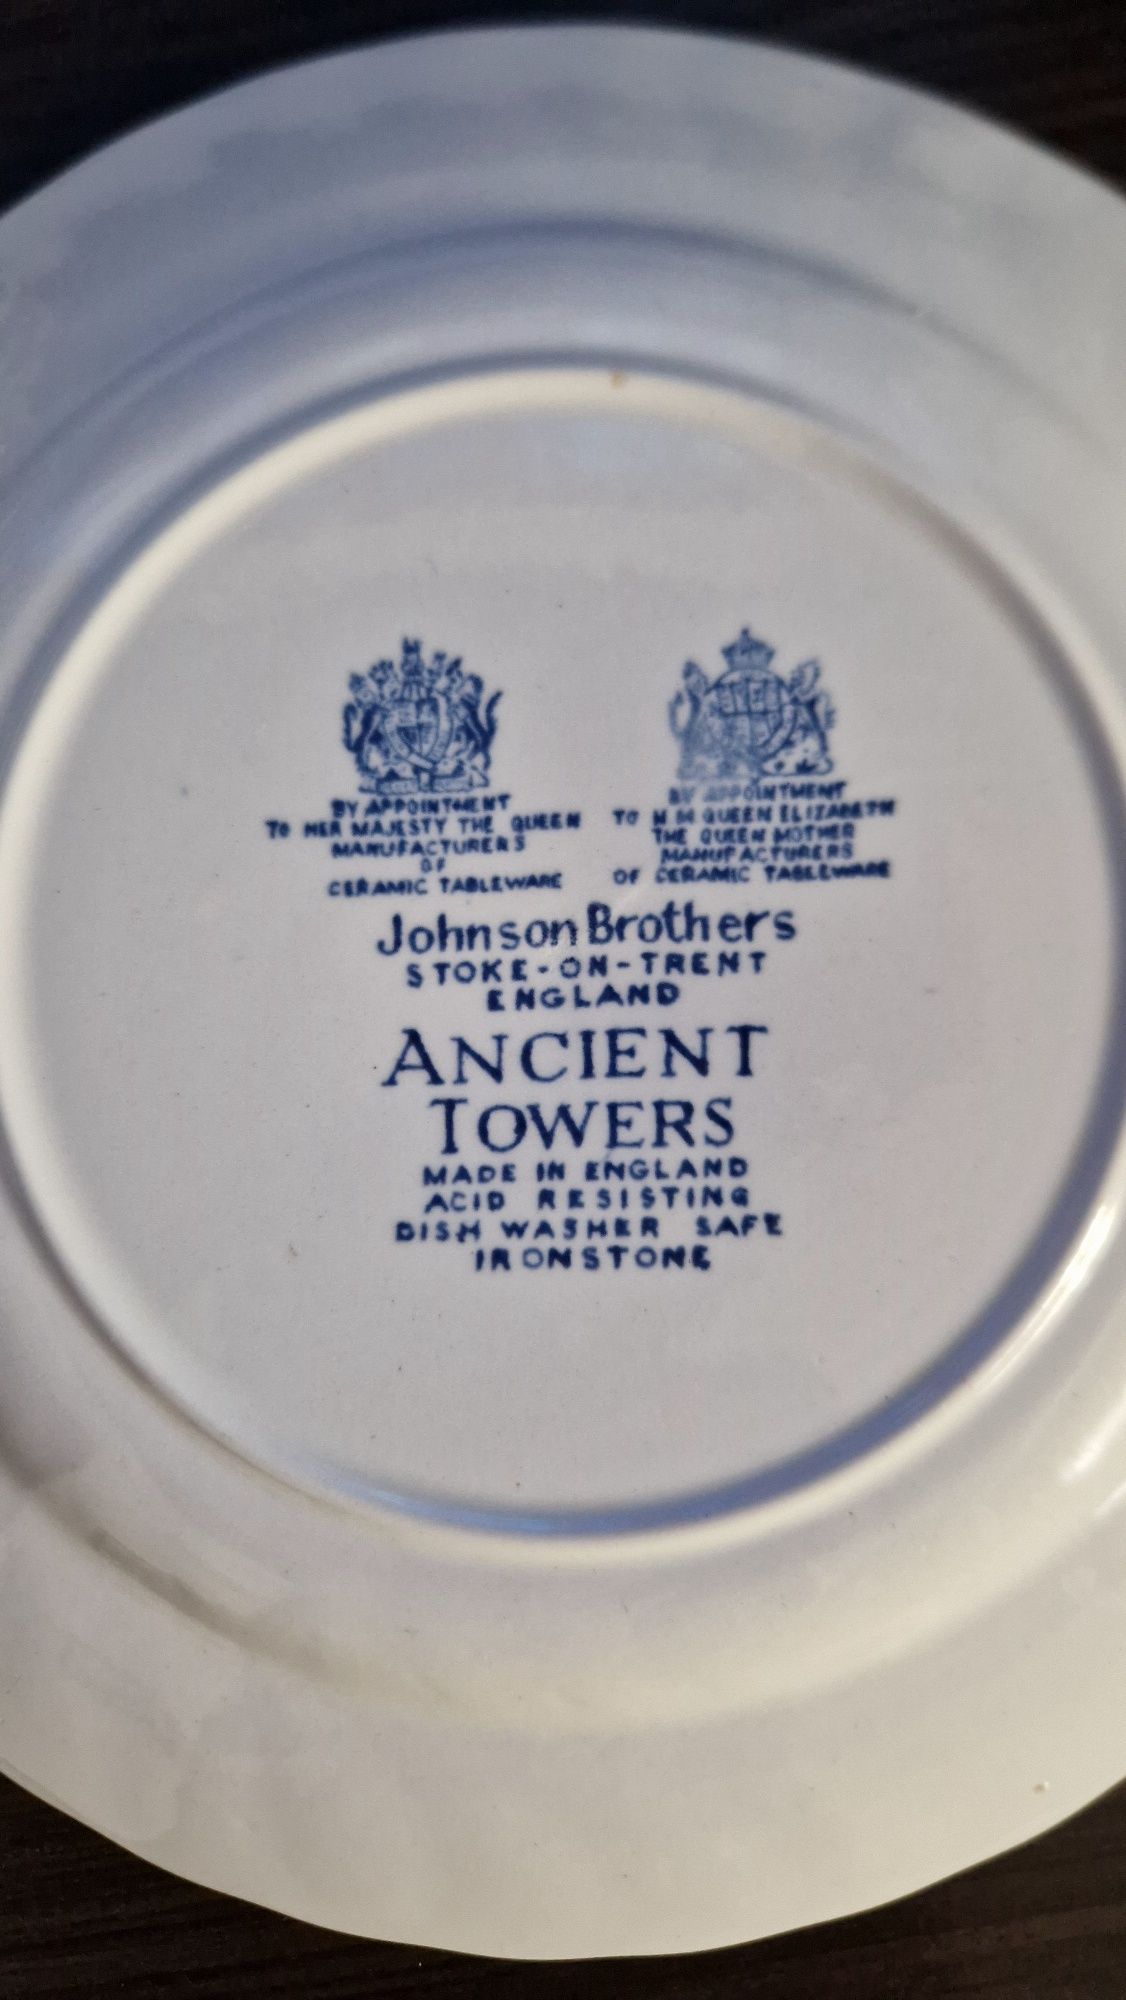 BY APPOINTMENT
TO HER MAJESTY THE QUEEN
MANUFACTURERS
OF
CERAMIC TABLEWARE
BY APPOINTMENT
TO H M QUEEN ELIZABETH
THE QUEEN MOTHER
MANUFACTURERS
OF CERAMIC TABLEWARE
Johnson Brothers
STOKE-ON-TRENT
ENGLAND
ANCIENT
TOWERS
MADE IN ENGLAND
ACID RESISTING
DISH WASHER SAFE
IRONSTONE